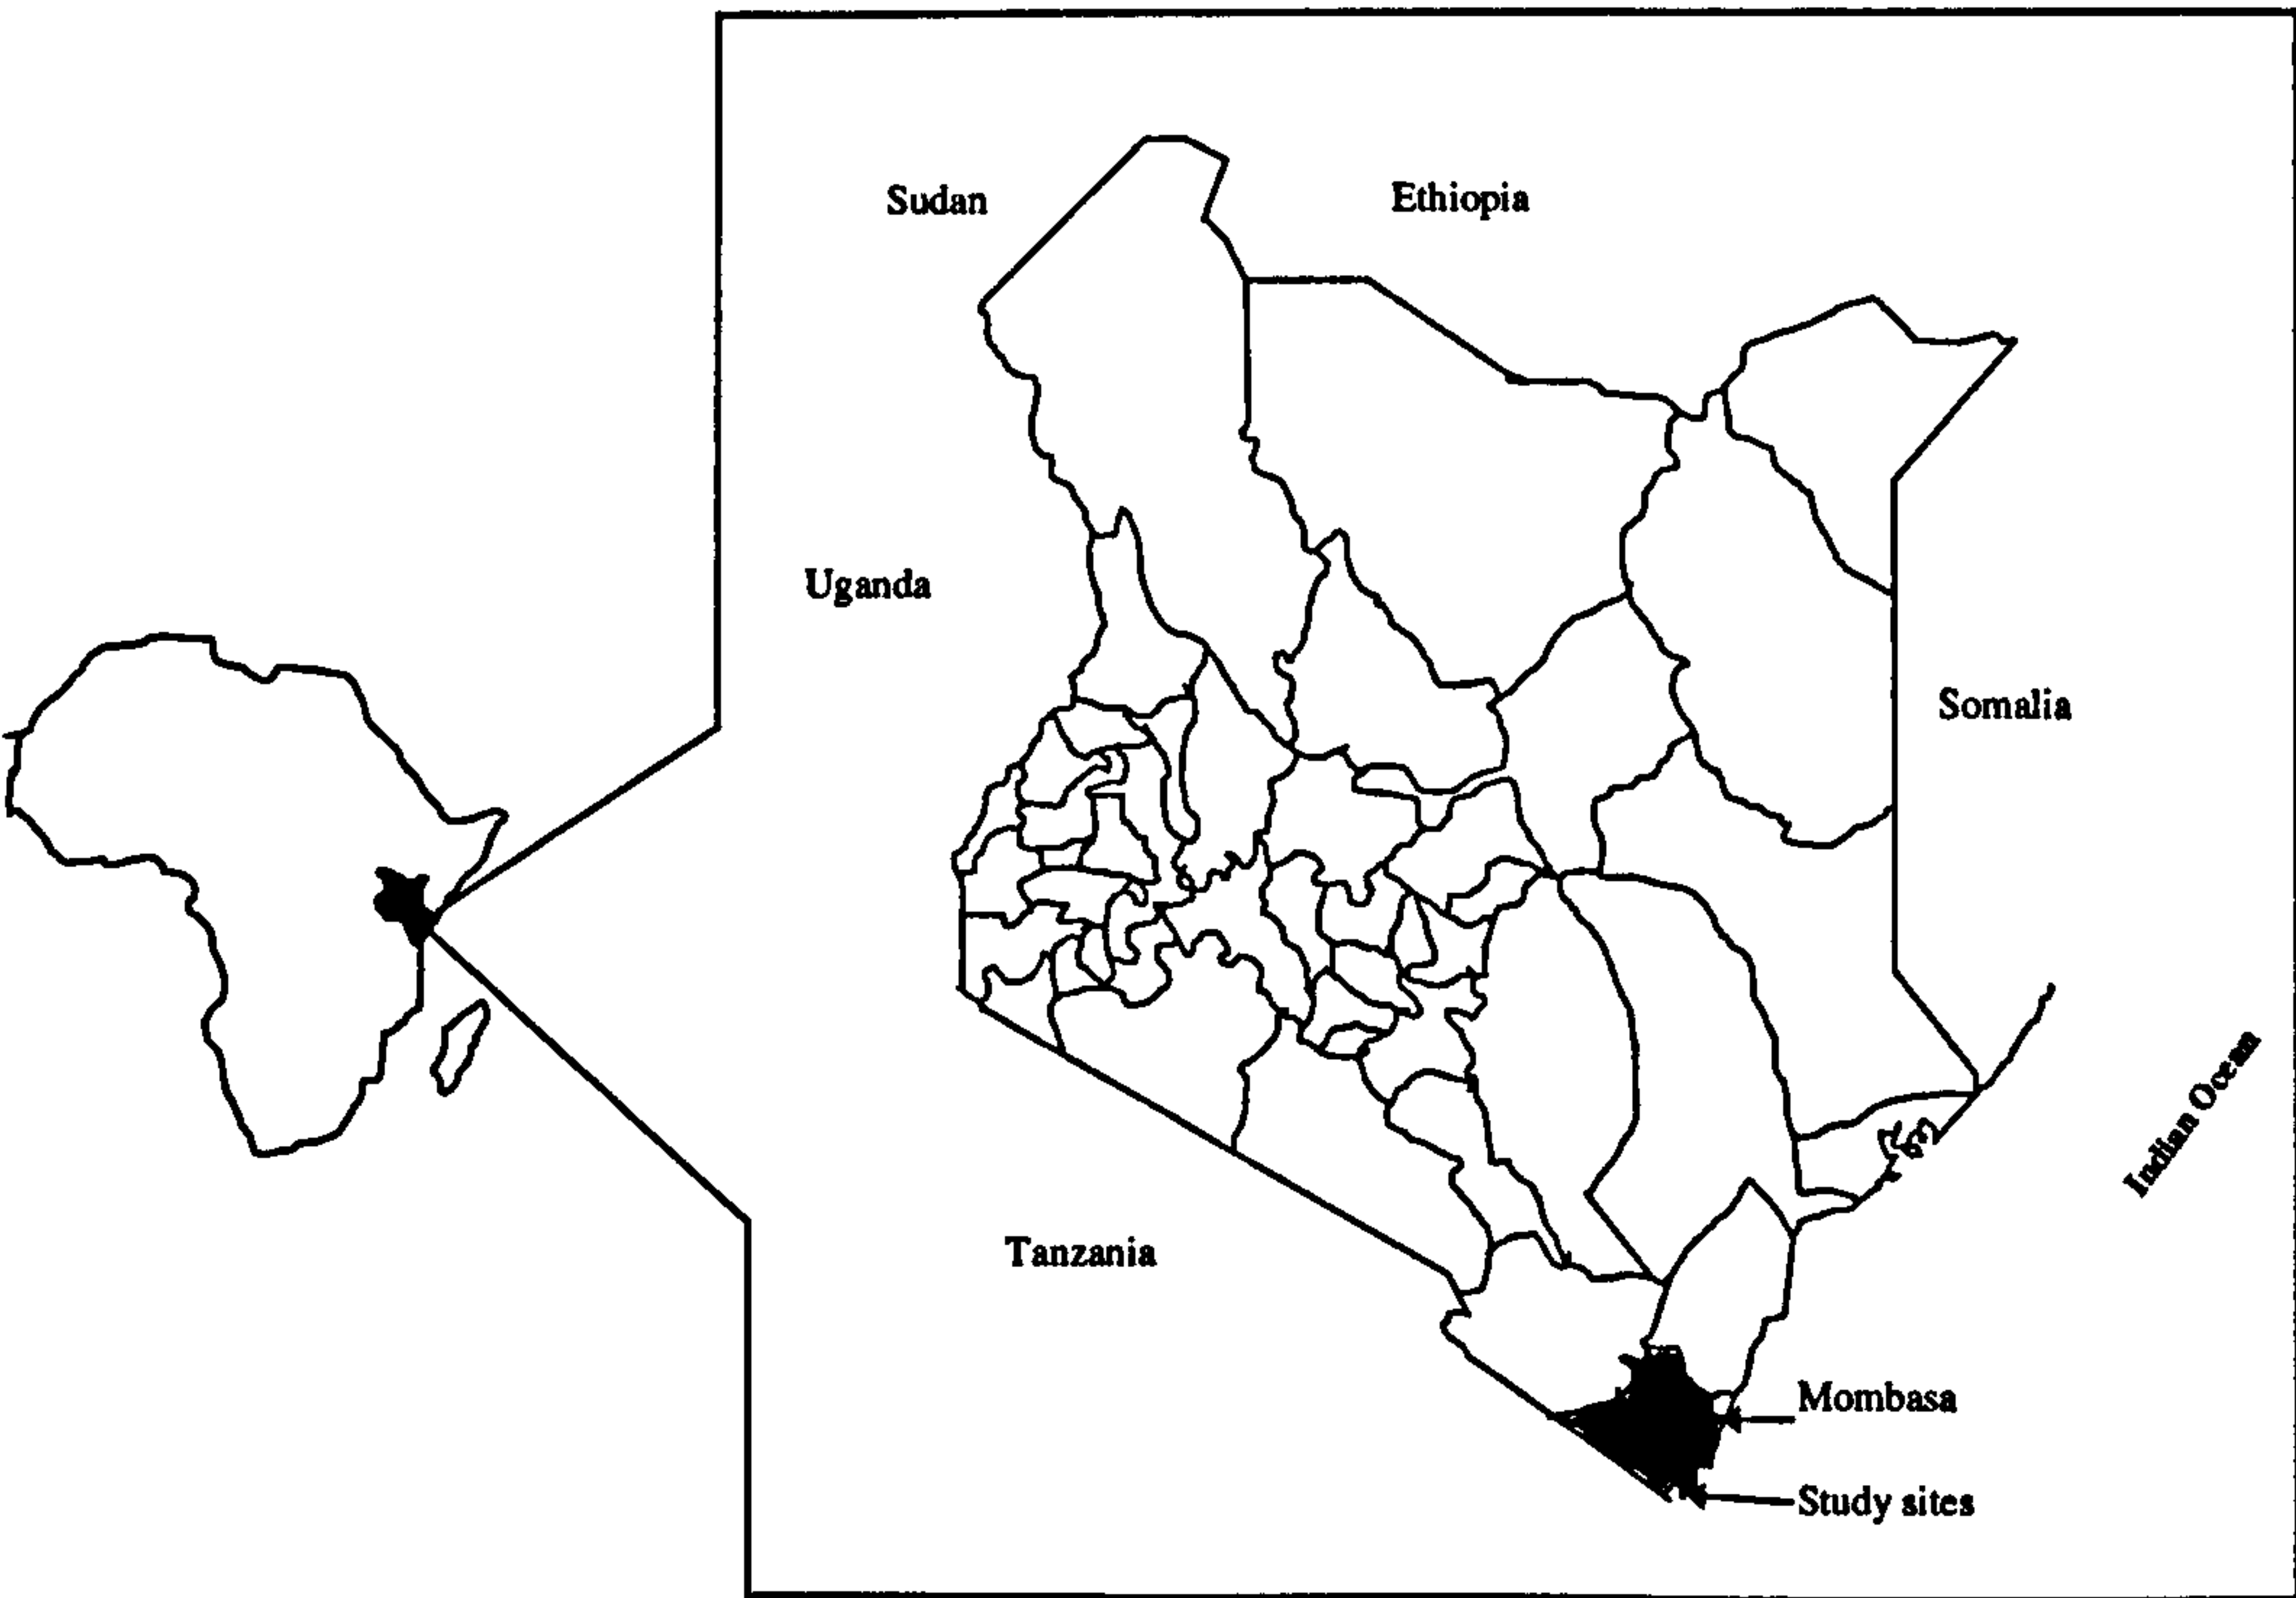 Sudan
Ethiopia
Uganda
Somalia
Indian Ocean
Tanzania
Mombasa
Study sites